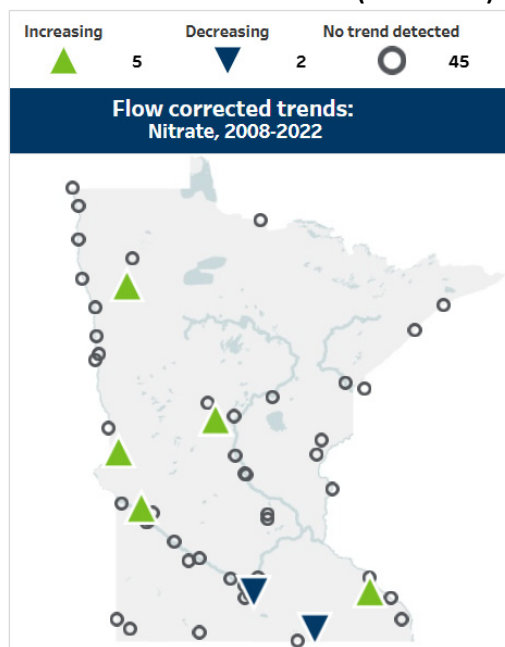 Increasing Decreasing No trend detected
5 2 45
Flow corrected trends:
Nitrate, 2008-2022